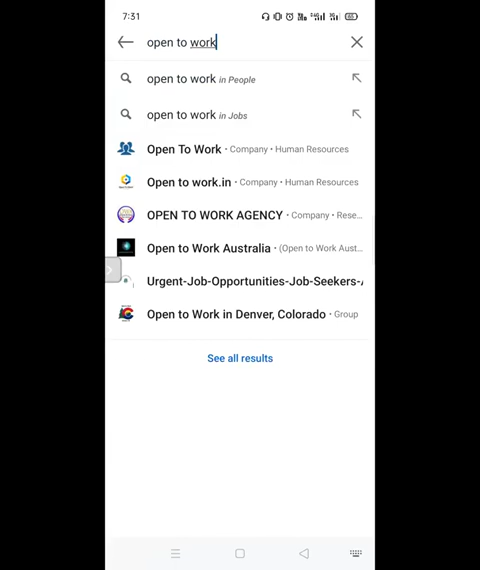 7:31
open to work
open to work in People
open to work in Jobs
Open To Work • Company • Human Resources
Open to work.in • Company • Human Resources
OPEN TO WORK AGENCY • Company • Rese...
Open to Work Australia • (Open to Work Aust...
Urgent-Job-Opportunities-Job-Seekers-
Open to Work in Denver, Colorado • Group
See all results